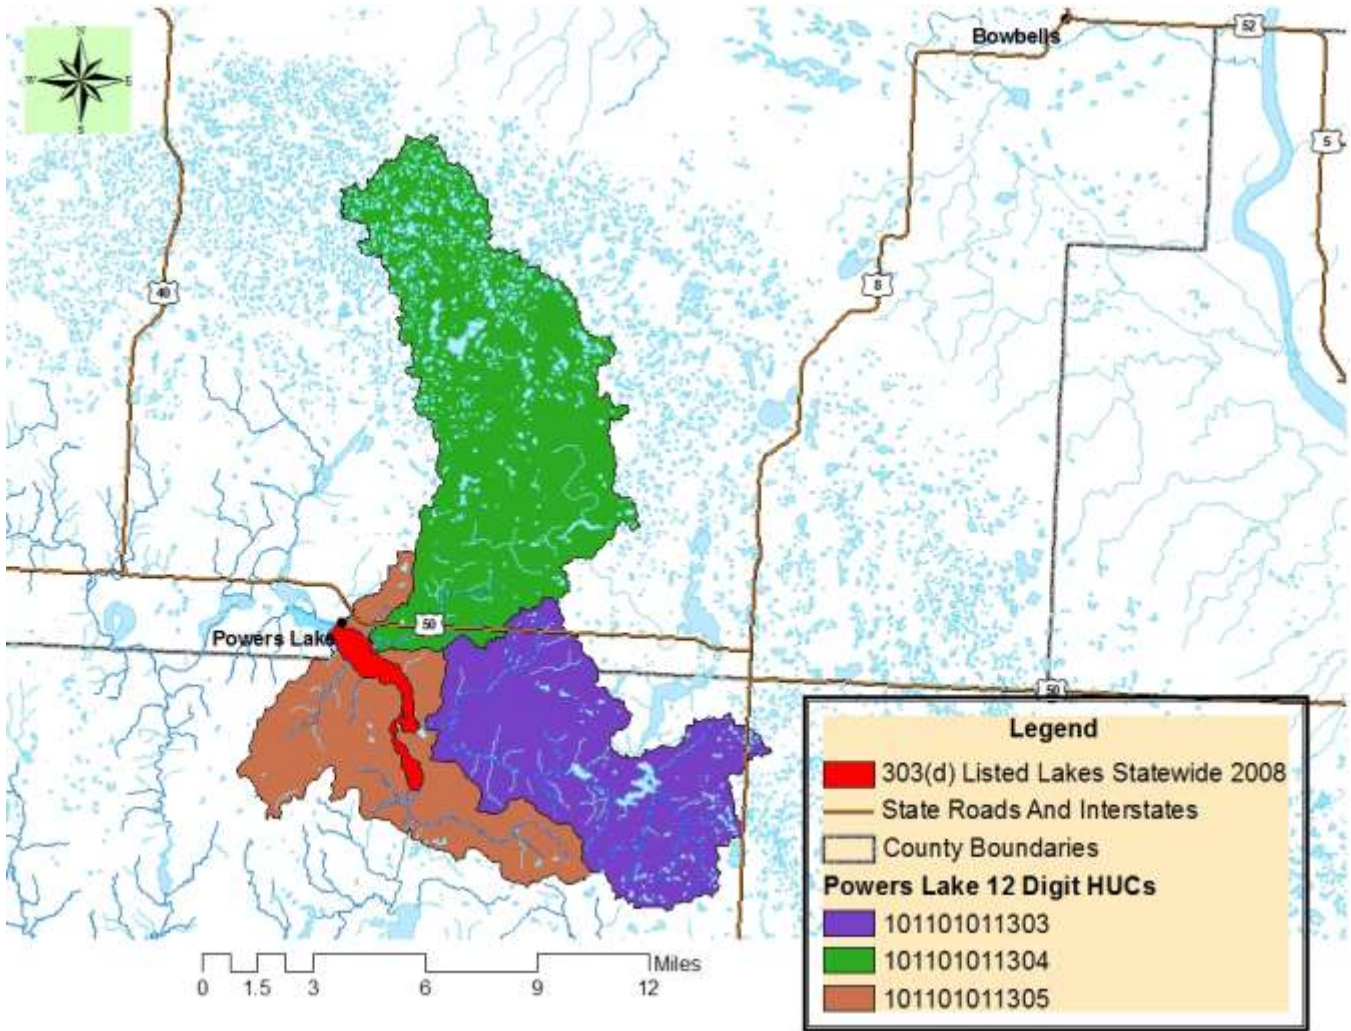 N
W E
S
Bowbells
52
5
40
8
50
Powers Lake
50
Legend
303(d) Listed Lakes Statewide 2008
State Roads And Interstates
County Boundaries
Powers Lake 12 Digit HUCs
101101011303
101101011304
101101011305
Miles
0 1.5 3 6 9 12